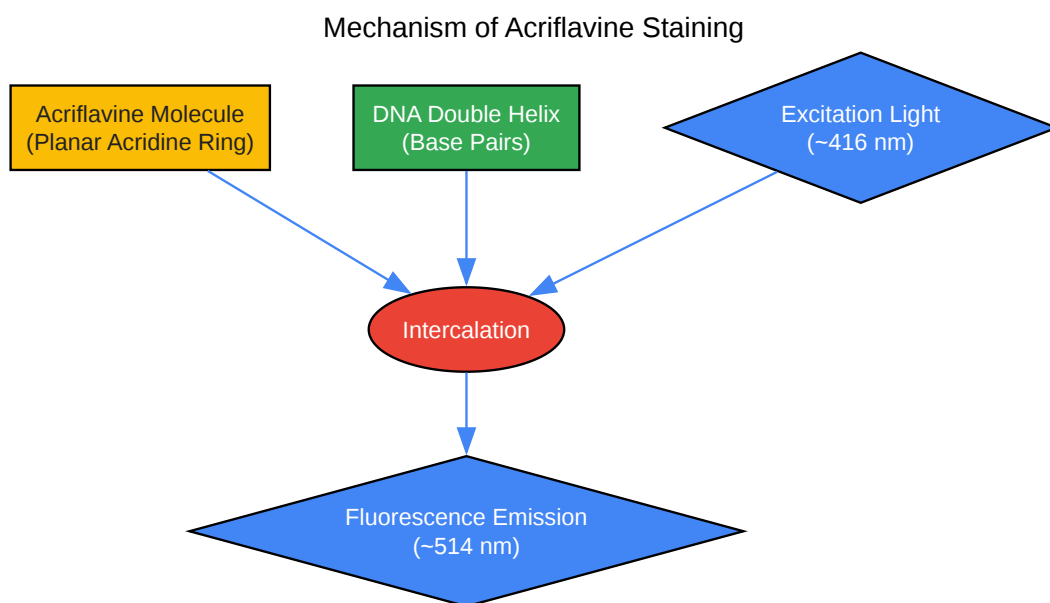 Mechanism of Acriflavine Staining
Acriflavine Molecule
(Planar Acridine Ring)
DNA Double Helix
(Base Pairs)
Excitation Light
(~416 nm)
Intercalation
Fluorescence Emission
(~514 nm)